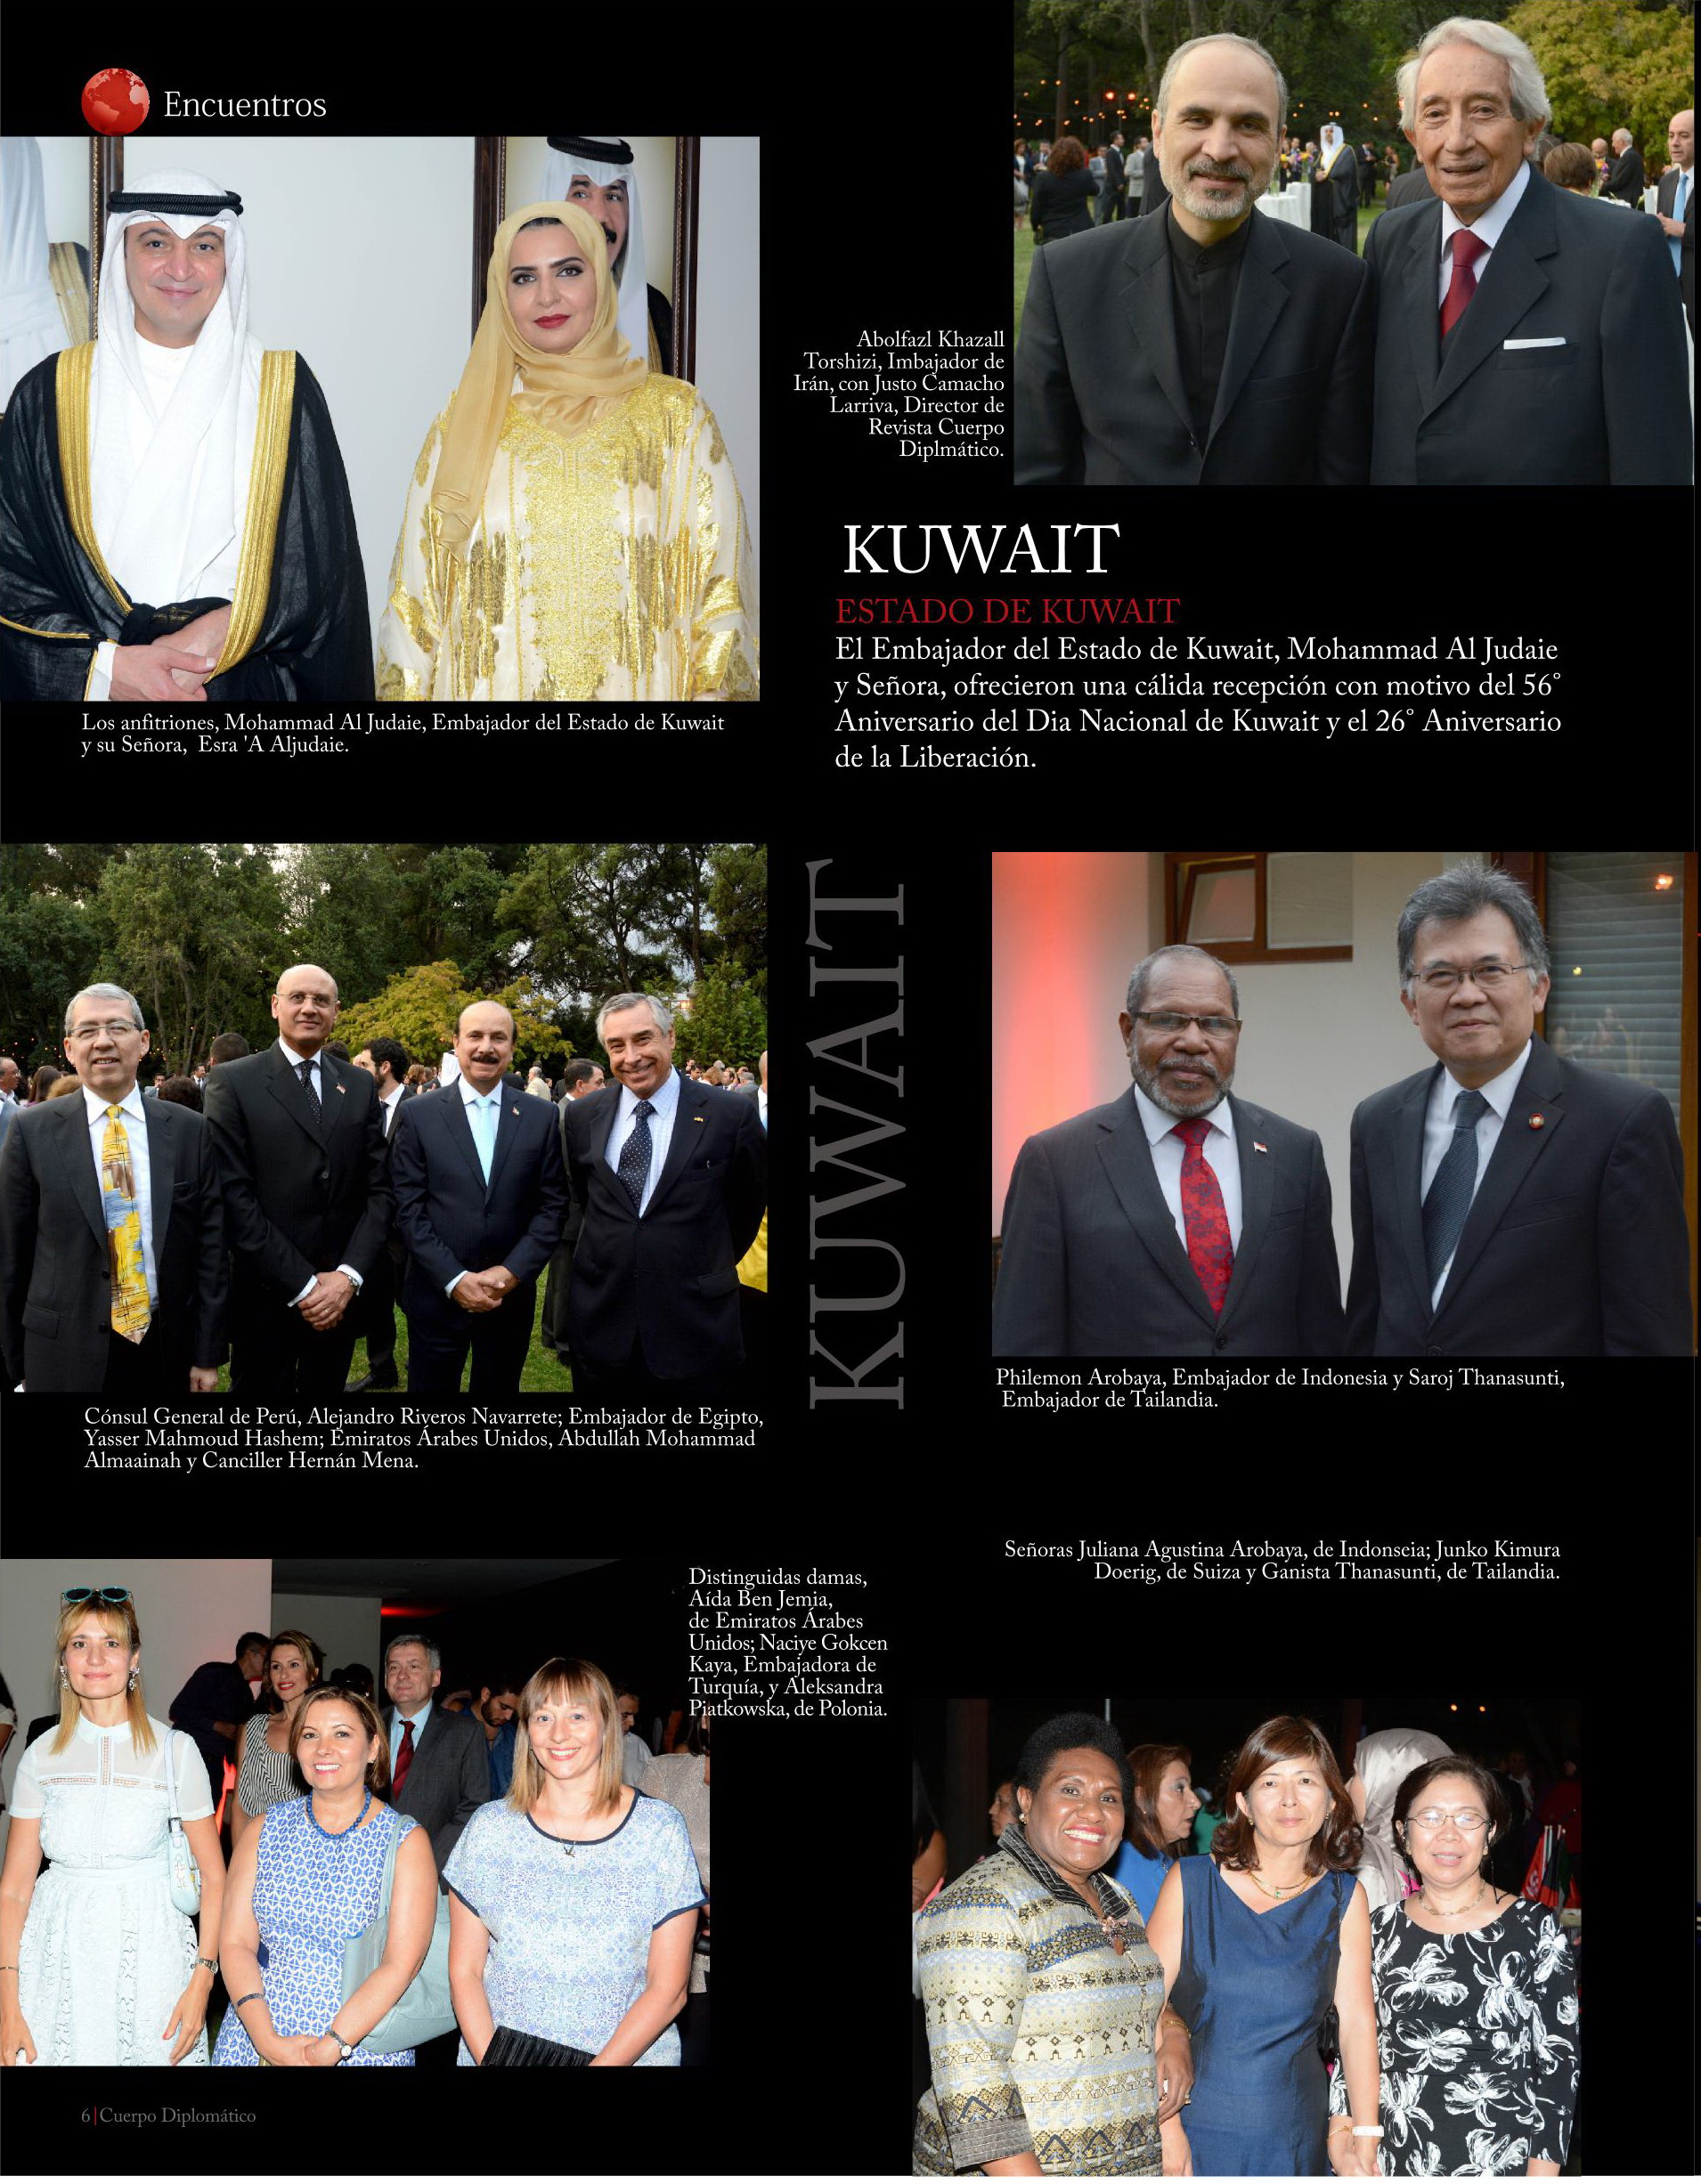 Encuentros
Abolfazl Khazall
Torshizi, Imbajador de
Irán, con Justo Camacho
Larriva, Director de
Revista Cuerpo
Diplmático.
KUWAIT
ESTADO DE KUWAIT
El Embajador del Estado de Kuwait, Mohammad Al Judaie
y Señora, ofrecieron una cálida recepción con motivo del 56°
Aniversario del Dia Nacional de Kuwait y el 26° Aniversario
de la Liberación.
Los anfitriones, Mohammad Al Judaie, Embajador del Estado de Kuwait
y su Señora, Esra 'A Aljudaie.
KUWAIT
Philemon Arobaya, Embajador de Indonesia y Saroj Thanasunti,
Embajador de Tailandia.
Cónsul General de Perú, Alejandro Riveros Navarrete; Embajador de Egipto,
Yasser Mahmoud Hashem; Emiratos Árabes Unidos, Abdullah Mohammad
Almaainah y Canciller Hernán Mena.
Señoras Juliana Agustina Arobaya, de Indonseia; Junko Kimura
Doerig, de Suiza y Ganista Thanasunti, de Tailandia.
Distinguidas damas,
Aída Ben Jemia,
de Emiratos Árabes
Unidos; Naciye Gokcen
Kaya, Embajadora de
Turquía, y Aleksandra
Piatkowska, de Polonia.
6|Cuerpo Diplomático